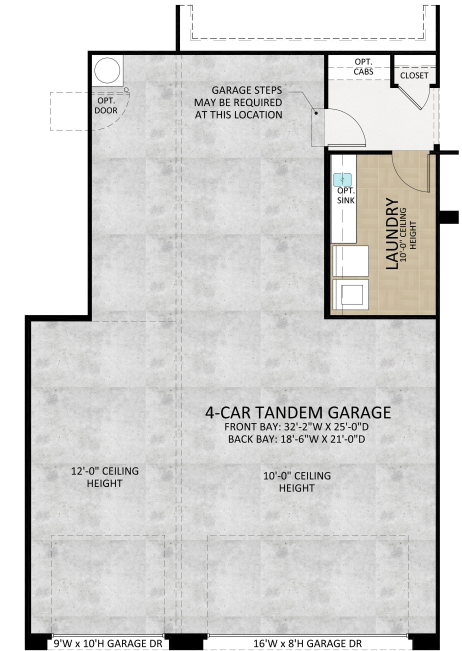 OPT.
CABS
CLOSET
GARAGE STEPS
MAY BE REQUIRED
AT THIS LOCATION
OPT.
DOOR
OPT.
SINK
LAUNDRY
10'-0" CEILING
HEIGHT
4-CAR TANDEM GARAGE
FRONT BAY: 32'-2"W X 25'-0"D
BACK BAY: 18'-6"W X 21'-0"D
12'-0" CEILING
HEIGHT
10'-0" CEILING
HEIGHT
9'W x 10'H GARAGE DR
16'W x 8'H GARAGE DR